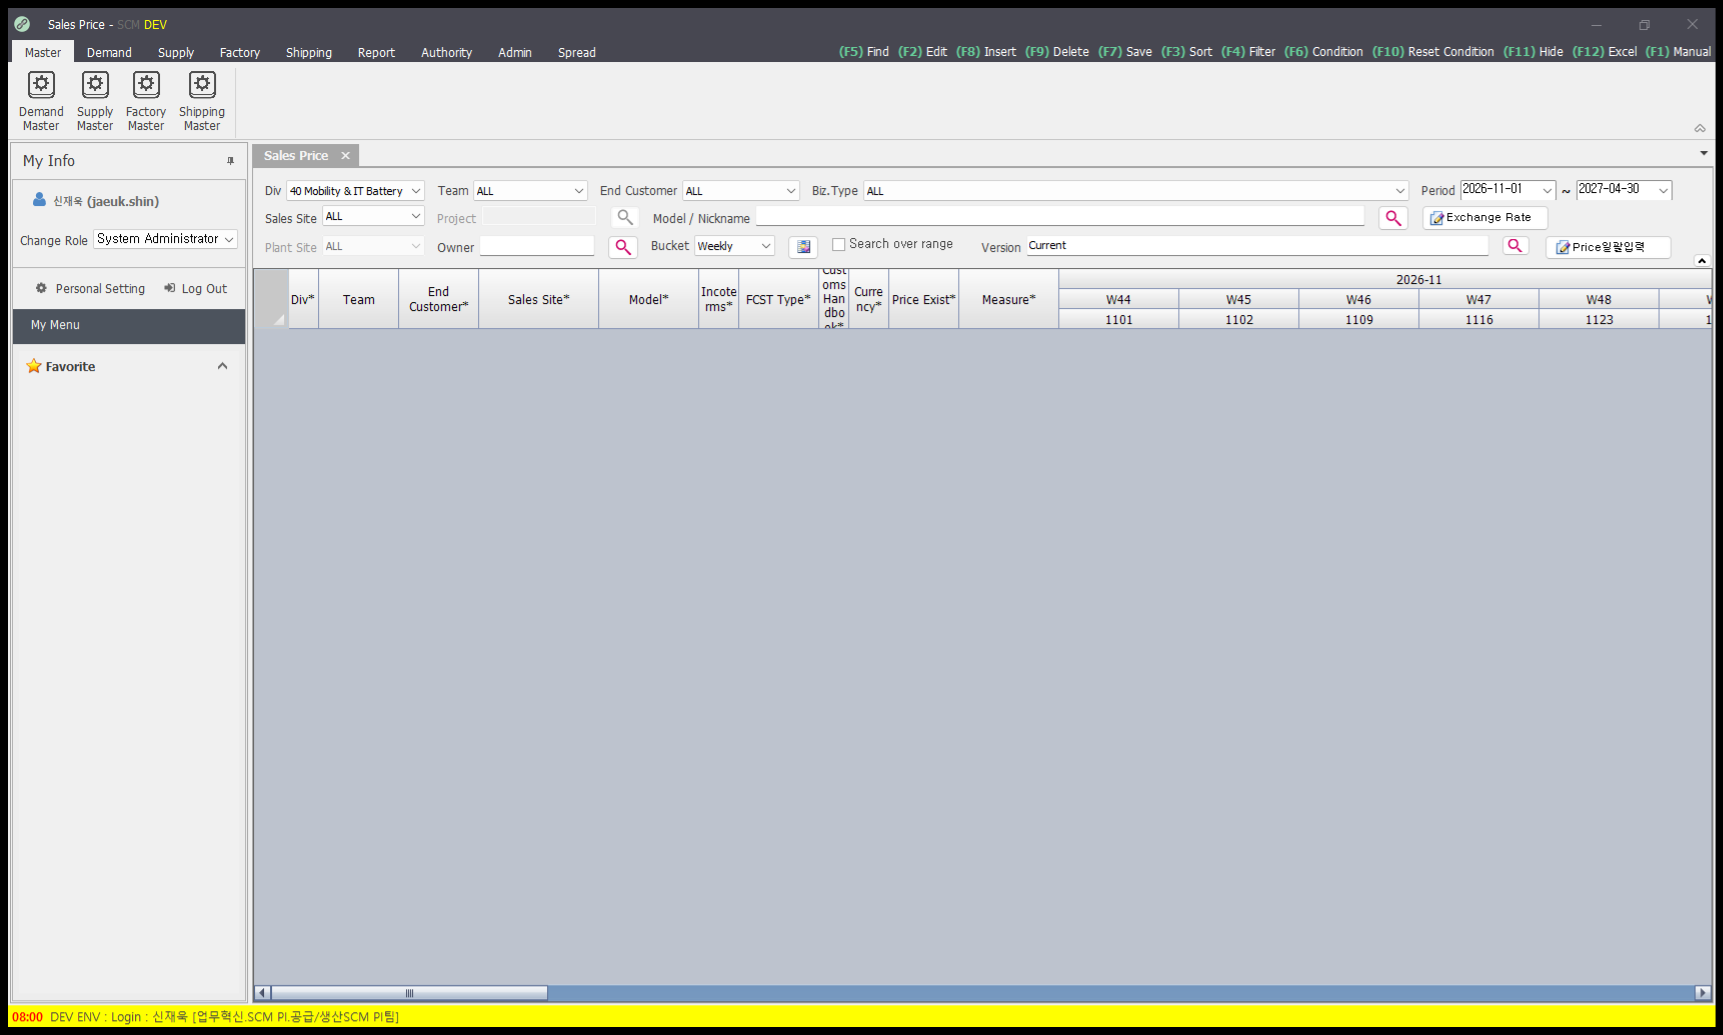 Sales Price - SCM DEV
Master Demand Supply Factory Shipping Report Authority Admin Spread (F5) Find (F2) Edit (F8) Insert (F9) Delete (F7) Save (F3) Sort (F4) Filter (F6) Condition (F10) Reset Condition (F11) Hide (F12) Excel (F1) Manual
Demand Master
Supply Master
Factory Master
Shipping Master
My Info
신재욱 (jaeuk.shin)
Change Role System Administrator
Personal Setting Log Out
My Menu
Favorite
Sales Price
Div 40 Mobility & IT Battery Team ALL End Customer ALL Biz.Type ALL Period 2026-11-01 ~ 2027-04-30
Sales Site ALL Project Model / Nickname Exchange Rate
Plant Site ALL Owner Bucket Weekly Search over range Version Current Price일괄입력
Div* Team End Customer* Sales Site* Model* Incoterms* FCST Type* Customs Handbook* Currency* Price Exist* Measure*
2026-11
W44 W45 W46 W47 W48
1101 1102 1109 1116 1123
08:00 DEV ENV : Login : 신재욱 [업무혁신.SCM PI.공급/생산SCM PI팀]